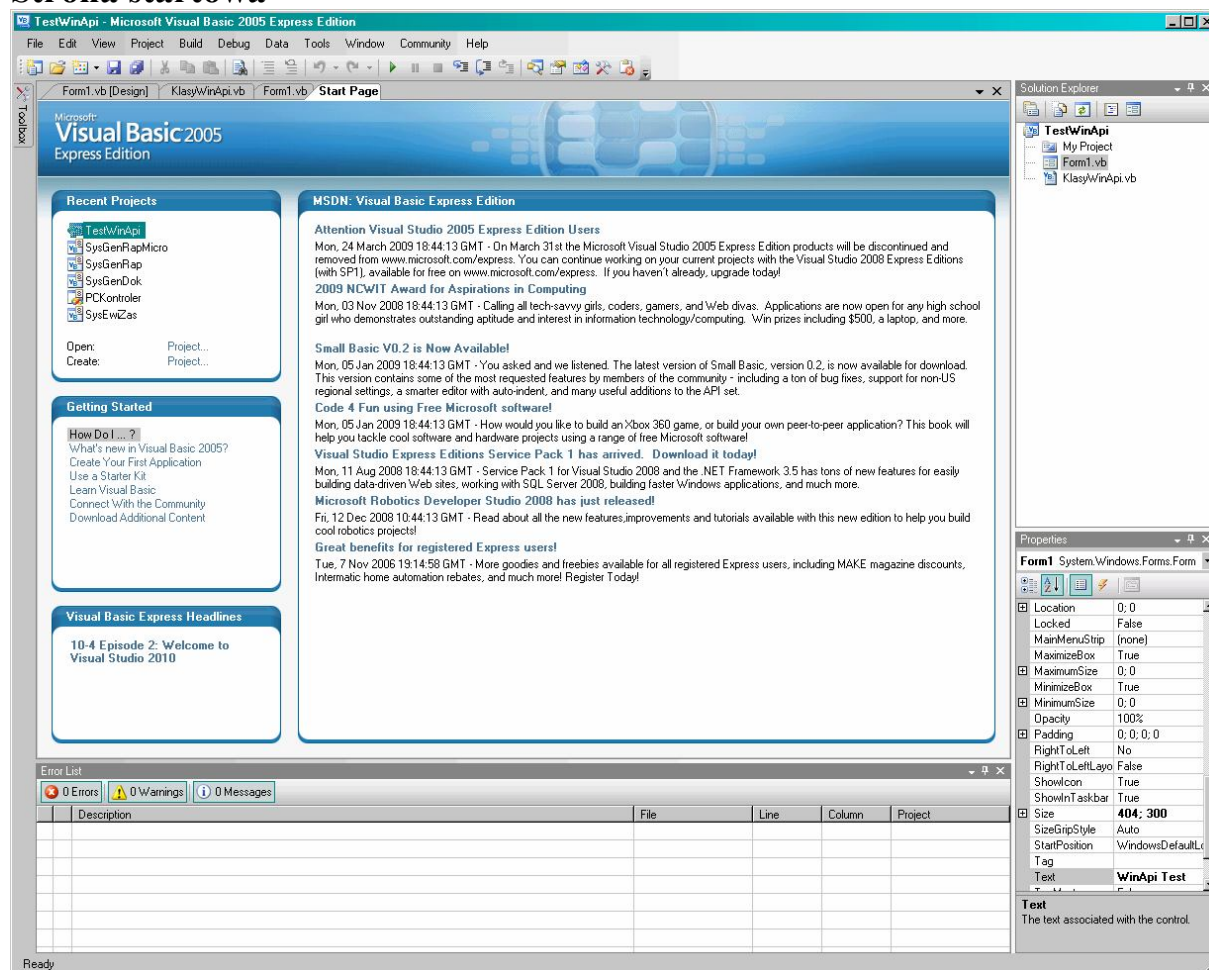 Strona startowa
TestWinApi - Microsoft Visual Basic 2005 Express Edition
File Edit View Project Build Debug Data Tools Window Community Help
Toolbox
Form1.vb [Design] KlasyWinApi.vb Form1.vb Start Page
Microsoft
Visual Basic 2005
Express Edition
Recent Projects
TestWinApi
SysGenRapMicro
SysGenRap
SysGenDok
PCKontroler
SysEwiZas
Open: Project...
Create: Project...
Getting Started
How Do I ... ?
What's new in Visual Basic 2005?
Create Your First Application
Use a Starter Kit
Learn Visual Basic
Connect With the Community
Download Additional Content
Visual Basic Express Headlines
10-4 Episode 2: Welcome to
Visual Studio 2010
MSDN: Visual Basic Express Edition
Attention Visual Studio 2005 Express Edition Users
Mon, 24 March 2009 18:44:13 GMT - On March 31st the Microsoft Visual Studio 2005 Express Edition products will be discontinued and
removed from www.microsoft.com/express. You can continue working on your current projects with the Visual Studio 2008 Express Editions
(with SP1), available for free on www.microsoft.com/express. If you haven't already, upgrade today!
2009 NCWIT Award for Aspirations in Computing
Mon, 03 Nov 2008 18:44:13 GMT - Calling all tech-savvy girls, coders, gamers, and Web divas. Applications are now open for any high school
girl who demonstrates outstanding aptitude and interest in information technology/computing. Win prizes including $500, a laptop, and more.
Small Basic V0.2 is Now Available!
Mon, 05 Jan 2009 18:44:13 GMT - You asked and we listened. The latest version of Small Basic, version 0.2, is now available for download.
This version contains some of the most requested features by members of the community - including a ton of bug fixes, support for non-US
regional settings, a smarter editor with auto-indent, and many useful additions to the API set.
Code 4 Fun using Free Microsoft software!
Mon, 05 Jan 2009 18:44:13 GMT - How would you like to build an Xbox 360 game, or build your own peer-to-peer application? This book will
help you tackle cool software and hardware projects using a range of free Microsoft software!
Visual Studio Express Editions Service Pack 1 has arrived. Download it today!
Mon, 11 Aug 2008 18:44:13 GMT - Service Pack 1 for Visual Studio 2008 and the .NET Framework 3.5 has tons of new features for easily
building data-driven Web sites, working with SQL Server 2008, building faster Windows applications, and much more.
Microsoft Robotics Developer Studio 2008 has just released!
Fri, 12 Dec 2008 10:44:13 GMT - Read about all the new features,improvements and tutorials available with this new edition to help you build
cool robotics projects!
Great benefits for registered Express users!
Tue, 7 Nov 2006 19:14:58 GMT - More goodies and freebies available for all registered Express users, including MAKE magazine discounts,
Intermatic home automation rebates, and much more! Register Today!
Solution Explorer
TestWinApi
My Project
Form1.vb
KlasyWinApi.vb
Properties
Form1 System.Windows.Forms.Form
Location 0; 0
Locked False
MainMenuStrip (none)
MaximizeBox True
MaximumSize 0; 0
MinimizeBox True
MinimumSize 0; 0
Opacity 100%
Padding 0; 0; 0; 0
RightToLeft No
RightToLeftLayo False
ShowIcon True
ShowInTaskbar True
Size 404; 300
SizeGripStyle Auto
StartPosition WindowsDefaultLo
Tag
Text WinApi Test
Text
The text associated with the control.
Error List
0 Errors 0 Warnings 0 Messages
Description File Line Column Project
Ready